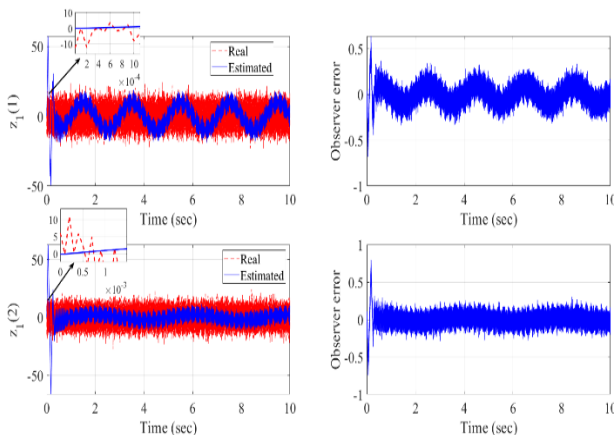 10
0
-10
2 4 6 8 10
×10⁻⁴
Real
Estimated
50
0
-50
z₁(1)
0 2 4 6 8 10
Time (sec)
0.5
0
-0.5
-1
Observer error
0 2 4 6 8 10
Time (sec)
10
5
0
0 0.5 1
×10⁻³
Real
Estimated
50
0
-50
z₁(2)
0 2 4 6 8 10
Time (sec)
1
0.5
0
-0.5
-1
Observer error
0 2 4 6 8 10
Time (sec)